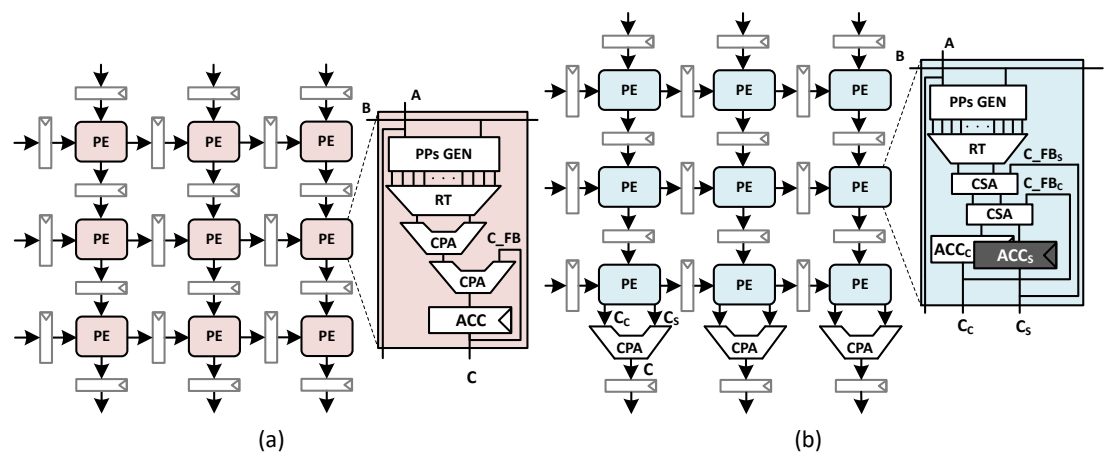 A
B
PE
PE
PE
PPs GEN
· · ·
RT
PE
PE
PE
CPA
C_FB
CPA
ACC
PE
PE
PE
C
(a)
A
B
PE
PE
PE
PPs GEN
· · ·
RT
C_FBS
PE
PE
PE
CSA
C_FBC
CSA
ACCC
ACCS
PE
PE
PE
CC
CS
CC
CS
CPA
CPA
CPA
C
(b)